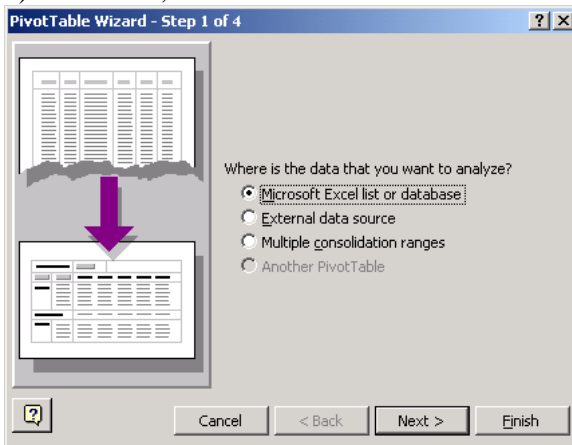 PivotTable Wizard - Step 1 of 4
Where is the data that you want to analyze?
Microsoft Excel list or database
External data source
Multiple consolidation ranges
Another PivotTable
Cancel < Back Next > Finish